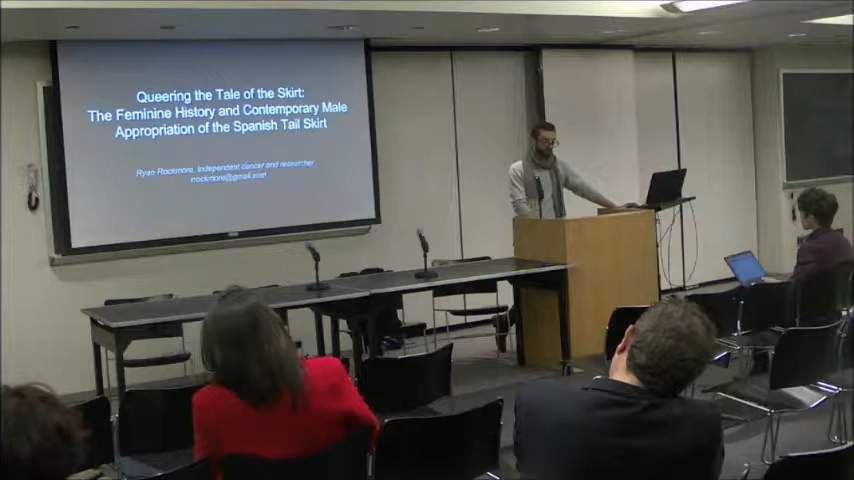 Queering the Tale of the Skirt:
The Feminine History and Contemporary Male
Appropriation of the Spanish Tail Skirt
Ryan Rockmore, Independent dancer and researcher